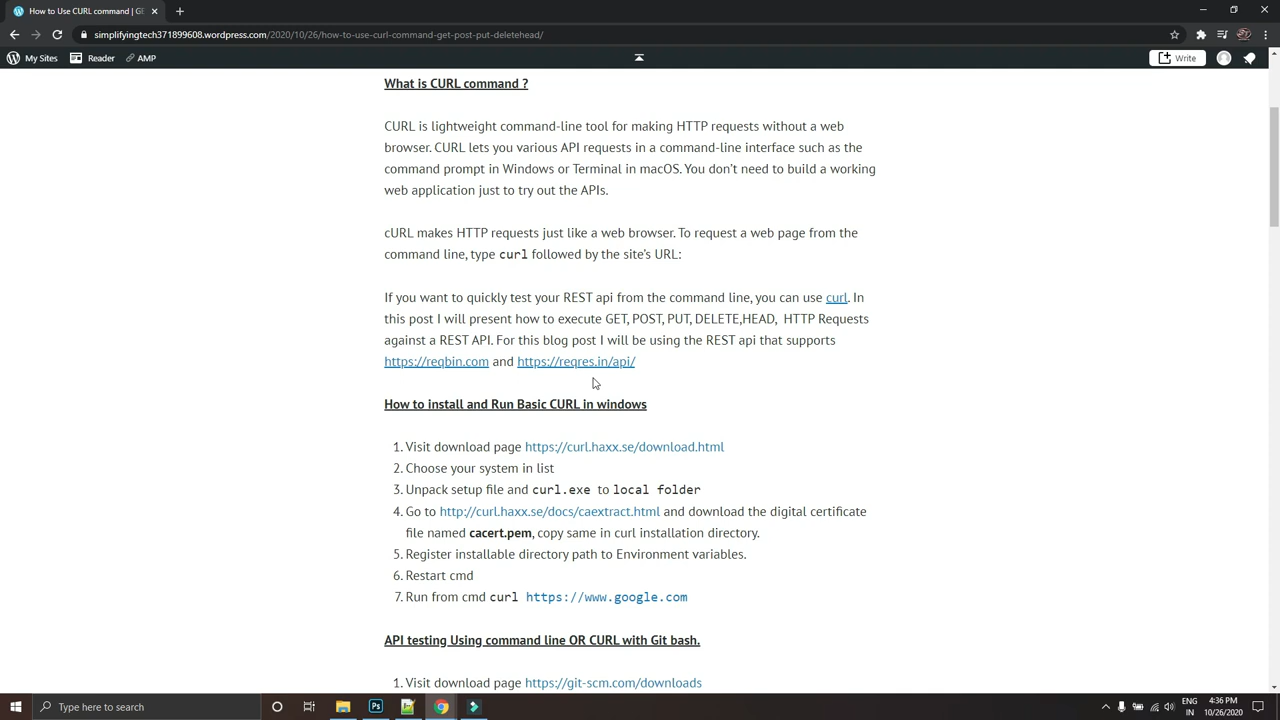 How to Use CURL command | GE
simplifyingtech371899608.wordpress.com/2020/10/26/how-to-use-curl-command-get-post-put-deletehead/
My Sites Reader AMP Write
What is CURL command ?
CURL is lightweight command-line tool for making HTTP requests without a web
browser. CURL lets you various API requests in a command-line interface such as the
command prompt in Windows or Terminal in macOS. You don’t need to build a working
web application just to try out the APIs.
cURL makes HTTP requests just like a web browser. To request a web page from the
command line, type curl followed by the site’s URL:
If you want to quickly test your REST api from the command line, you can use curl. In
this post I will present how to execute GET, POST, PUT, DELETE,HEAD, HTTP Requests
against a REST API. For this blog post I will be using the REST api that supports
https://reqbin.com and https://reqres.in/api/
How to install and Run Basic CURL in windows
1. Visit download page https://curl.haxx.se/download.html
2. Choose your system in list
3. Unpack setup file and curl.exe to local folder
4. Go to http://curl.haxx.se/docs/caextract.html and download the digital certificate
file named cacert.pem, copy same in curl installation directory.
5. Register installable directory path to Environment variables.
6. Restart cmd
7. Run from cmd curl https://www.google.com
API testing Using command line OR CURL with Git bash.
1. Visit download page https://git-scm.com/downloads
Type here to search
Ps
ENG
IN
4:36 PM
10/26/2020